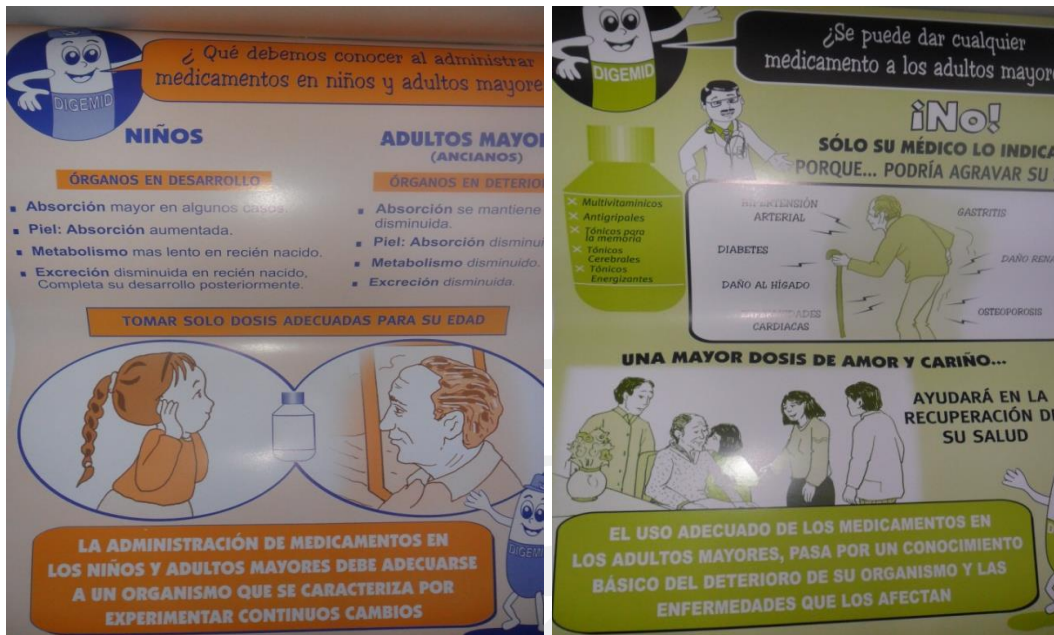 ¿ Qué debemos conocer al administrar
medicamentos en niños y adultos mayore
DIGEMID
NIÑOS
ÓRGANOS EN DESARROLLO
▪ Absorción mayor en algunos casos.
▪ Piel: Absorción aumentada.
▪ Metabolismo mas lento en recién nacido.
▪ Excreción disminuida en recién nacido,
Completa su desarrollo posteriormente.
ADULTOS MAYO
(ANCIANOS)
ÓRGANOS EN DETERIO
▪ Absorción se mantiene
disminuida.
▪ Piel: Absorción disminu
▪ Metabolismo disminuido.
▪ Excreción disminuida.
TOMAR SOLO DOSIS ADECUADAS PARA SU EDAD
LA ADMINISTRACIÓN DE MEDICAMENTOS EN
LOS NIÑOS Y ADULTOS MAYORES DEBE ADECUARSE
A UN ORGANISMO QUE SE CARACTERIZA POR
EXPERIMENTAR CONTINUOS CAMBIOS
DIGEMI
¿Se puede dar cualquier
medicamento a los adultos mayor
DIGEMID
¡No!
SÓLO SU MÉDICO LO INDICA
PORQUE... PODRÍA AGRAVAR SU
× Multivitamínicos
× Antigripales
× Tónicos para
la memoria
× Tónicos
Cerebrales
× Tónicos
Energizantes
HIPERTENSIÓN
ARTERIAL
DIABETES
DAÑO AL HÍGADO
ENFERMEDADES
CARDIACAS
GASTRITIS
DAÑO RENA
OSTEOPOROSIS
UNA MAYOR DOSIS DE AMOR Y CARIÑO...
AYUDARÁ EN LA
RECUPERACIÓN DE
SU SALUD
EL USO ADECUADO DE LOS MEDICAMENTOS EN
LOS ADULTOS MAYORES, PASA POR UN CONOCIMIENTO
BÁSICO DEL DETERIORO DE SU ORGANISMO Y LAS
ENFERMEDADES QUE LOS AFECTAN